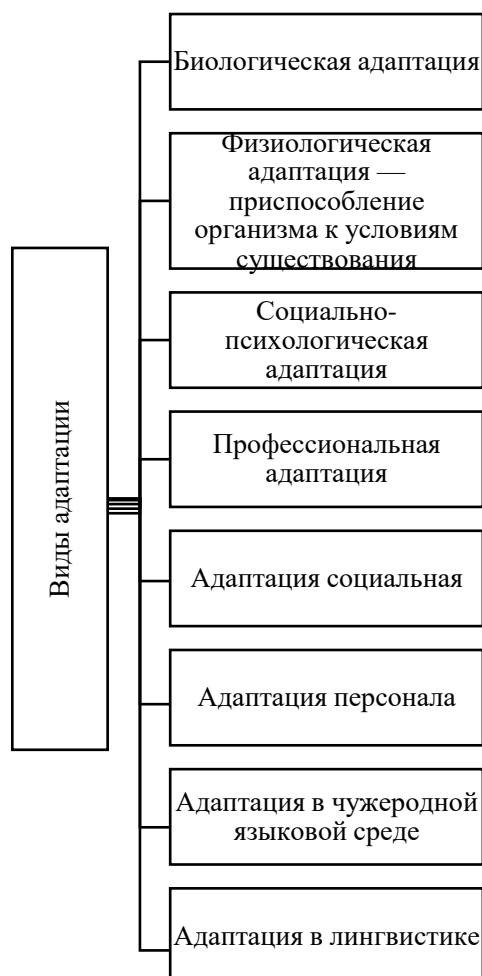 Виды адаптации
Биологическая адаптация
Физиологическая
адаптация —
приспособление
организма к условиям
существования
Социально-
психологическая
адаптация
Профессиональная
адаптация
Адаптация социальная
Адаптация персонала
Адаптация в чужеродной
языковой среде
Адаптация в лингвистике